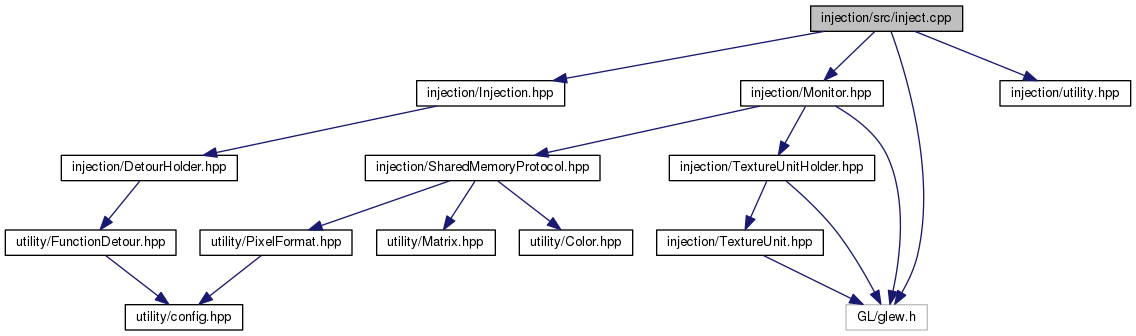 injection/src/inject.cpp
injection/Injection.hpp
injection/Monitor.hpp
injection/utility.hpp
injection/DetourHolder.hpp
injection/SharedMemoryProtocol.hpp
injection/TextureUnitHolder.hpp
utility/FunctionDetour.hpp
utility/PixelFormat.hpp
utility/Matrix.hpp
utility/Color.hpp
injection/TextureUnit.hpp
utility/config.hpp
GL/glew.h